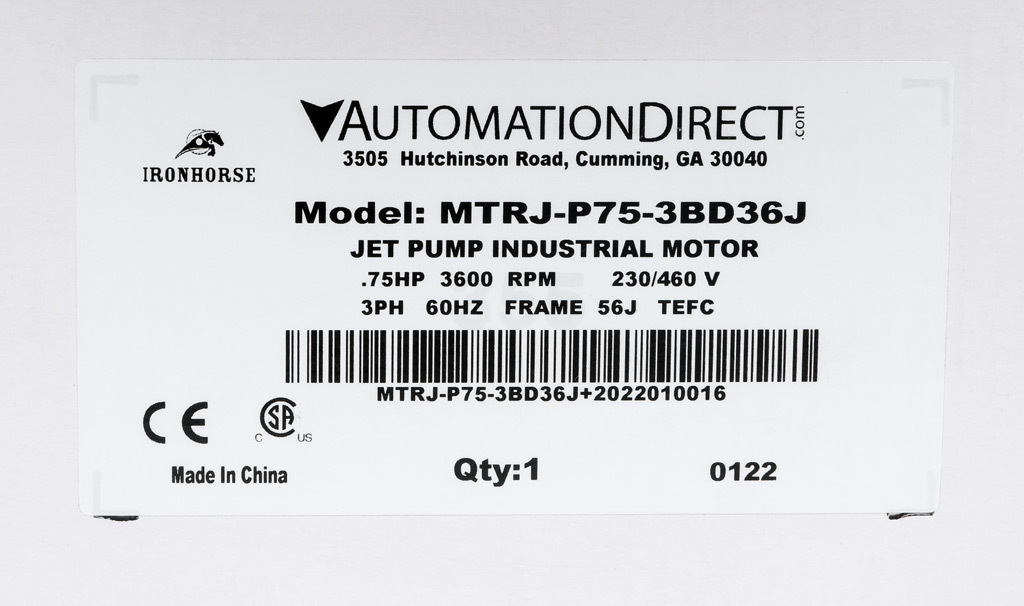 AUTOMATIONDIRECT.com
3505 Hutchinson Road, Cumming, GA 30040
IRONHORSE
Model: MTRJ-P75-3BD36J
JET PUMP INDUSTRIAL MOTOR
.75HP 3600 RPM 230/460 V
3PH 60HZ FRAME 56J TEFC
MTRJ-P75-3BD36J+2022010016
CE C SA US
Made In China Qty:1 0122